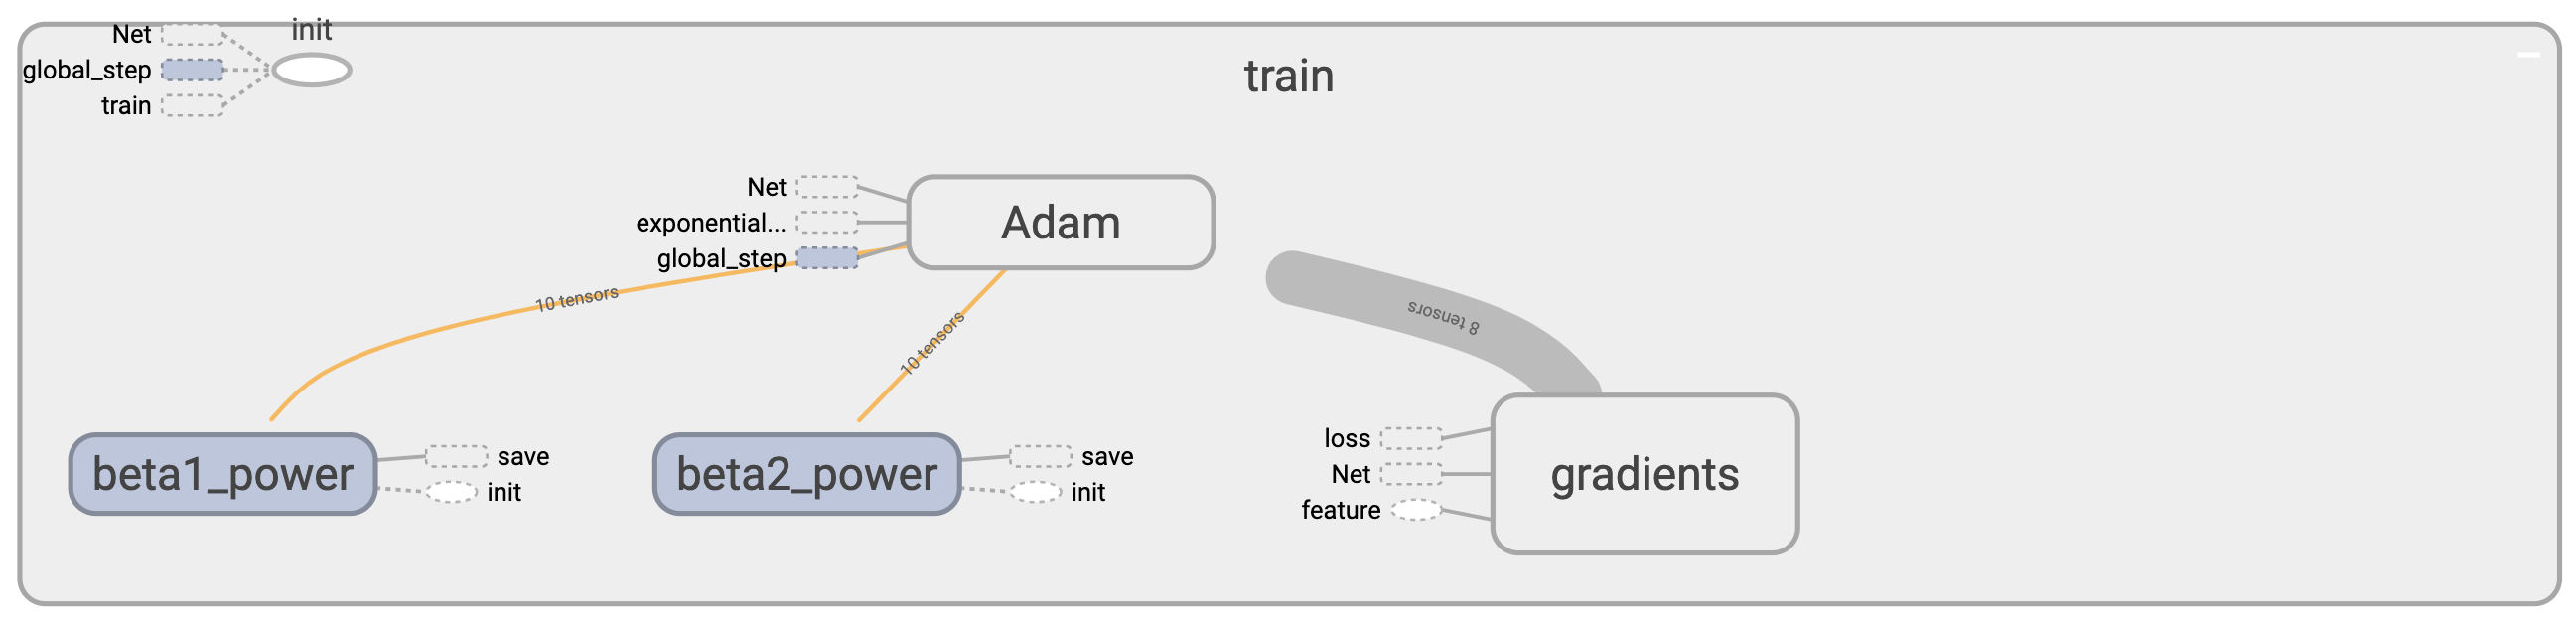 Net
global_step
train
init
train
Net
exponential...
global_step
Adam
10 tensors
10 tensors
8 tensors
beta1_power
save
init
beta2_power
save
init
loss
Net
feature
gradients